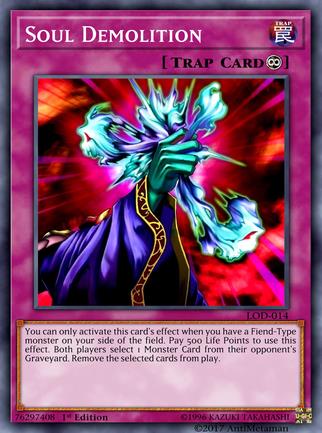 Soul Demolition
TRAP
罠
[Trap Card∞]
LOD-014
You can only activate this card's effect when you have a Fiend-Type
monster on your side of the field. Pay 500 Life Points to use this
effect. Both players select 1 Monster Card from their opponent's
Graveyard. Remove the selected cards from play.
76297408 1st Edition ©1996 KAZUKI TAKAHASHI
©2017 AntiMetaman